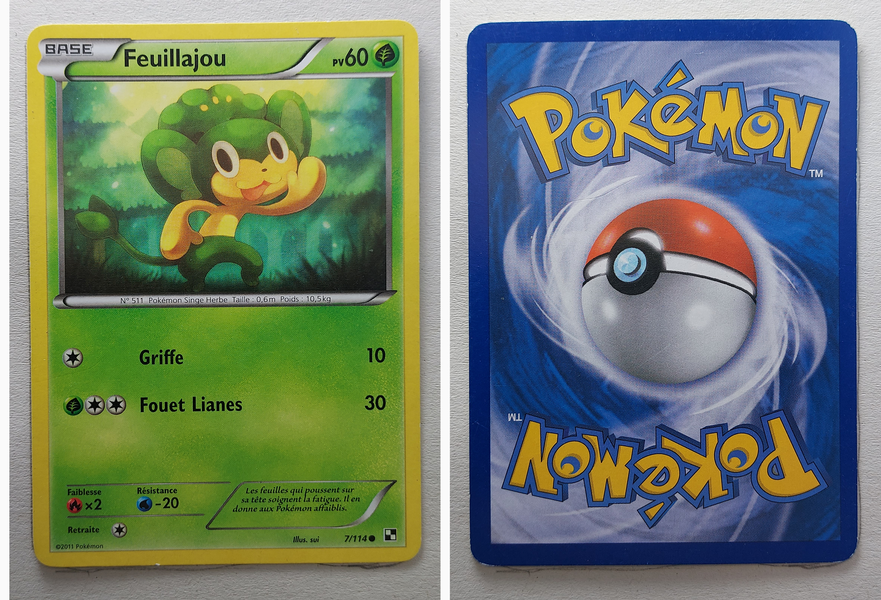 BASE
Feuillajou
PV60
N° 511 Pokémon Singe Herbe Taille : 0,6m Poids : 10,5kg
Griffe 10
Fouet Lianes 30
Faiblesse
×2
Résistance
-20
Retraite
Les feuilles qui poussent sur
sa tête soignent la fatigue. Il en
donne aux Pokémon affaiblis.
©2011 Pokémon
Illus. sui
7/114
POKéMON
TM
POKéMON
TM